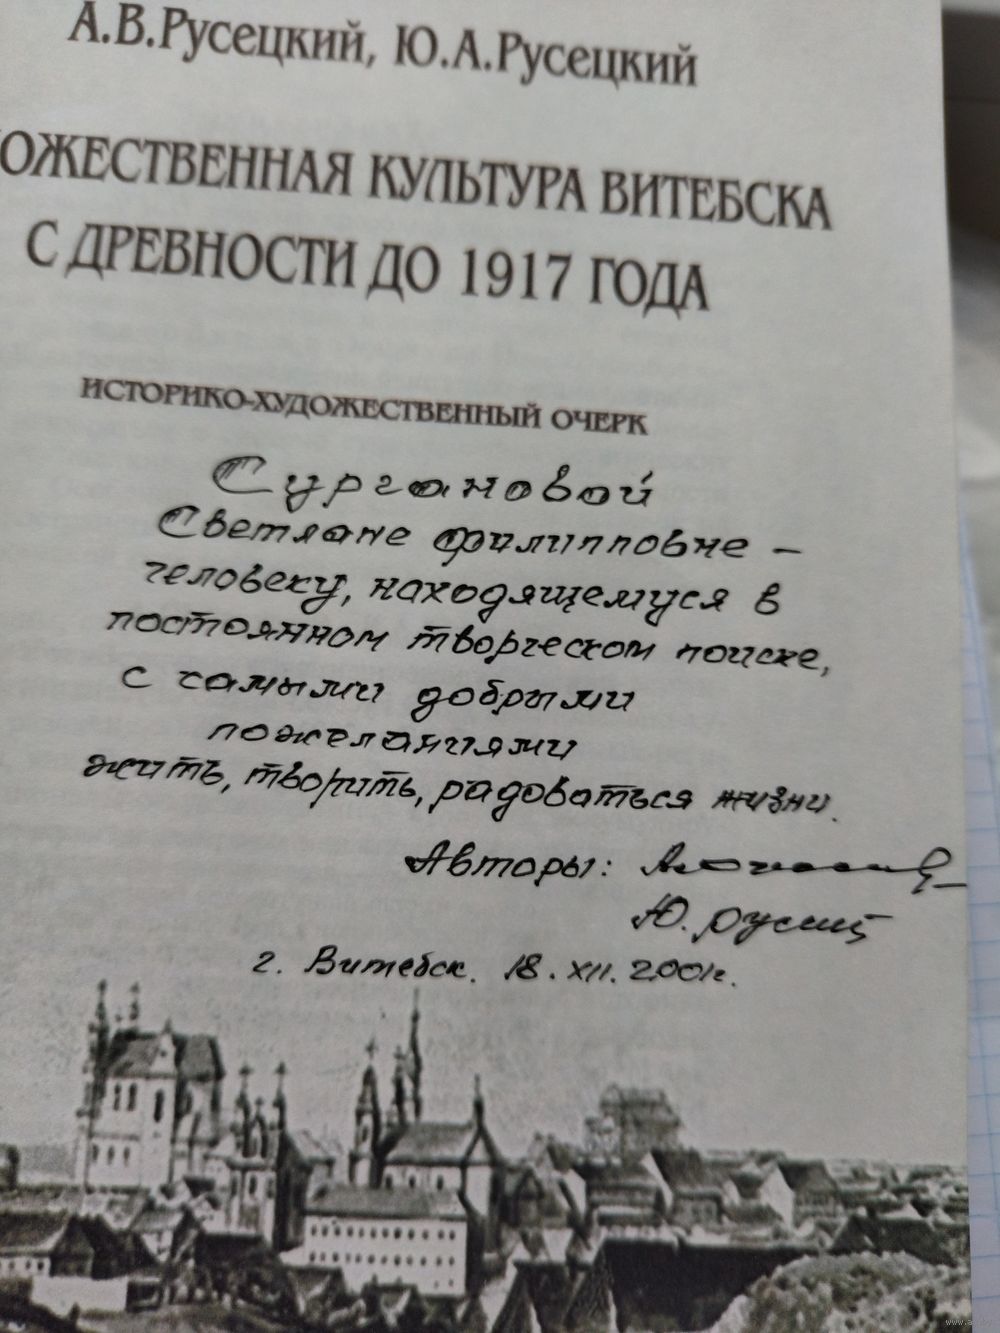 А.В.Русецкий, Ю.А.Русецкий
ОЖЕСТВЕННАЯ КУЛЬТУРА ВИТЕБСКА
С ДРЕВНОСТИ ДО 1917 ГОДА
ИСТОРИКО-ХУДОЖЕСТВЕННЫЙ ОЧЕРК
Сургановой
Светлане Филипповне –
человеку, находящемуся в
постоянном творческом поиске,
с самыми добрыми
пожеланиями
жить, творить, радоваться жизни.
Авторы:
Ю. Русец
г. Витебск. 18.XII.2001г.